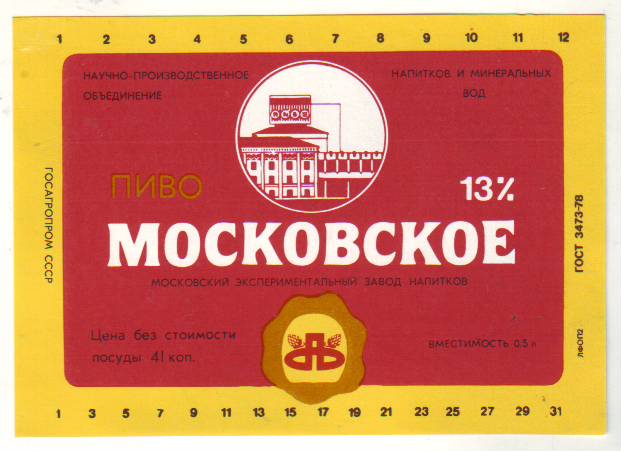 1 2 3 4 5 6 7 8 9 10 11 12
НАУЧНО-ПРОИЗВОДСТВЕННОЕ
ОБЪЕДИНЕНИЕ
НАПИТКОВ И МИНЕРАЛЬНЫХ
ВОД
ПИВО
13%
МОСКОВСКОЕ
МОСКОВСКИЙ ЭКСПЕРИМЕНТАЛЬНЫЙ ЗАВОД НАПИТКОВ
Цена без стоимости
посуды 41 коп.
ВМЕСТИМОСТЬ 0,5 л
ГОСАГРОПРОМ СССР
ГОСТ 3473-78
ЛФОП2
1 3 5 7 9 11 13 15 17 19 21 23 25 27 29 31